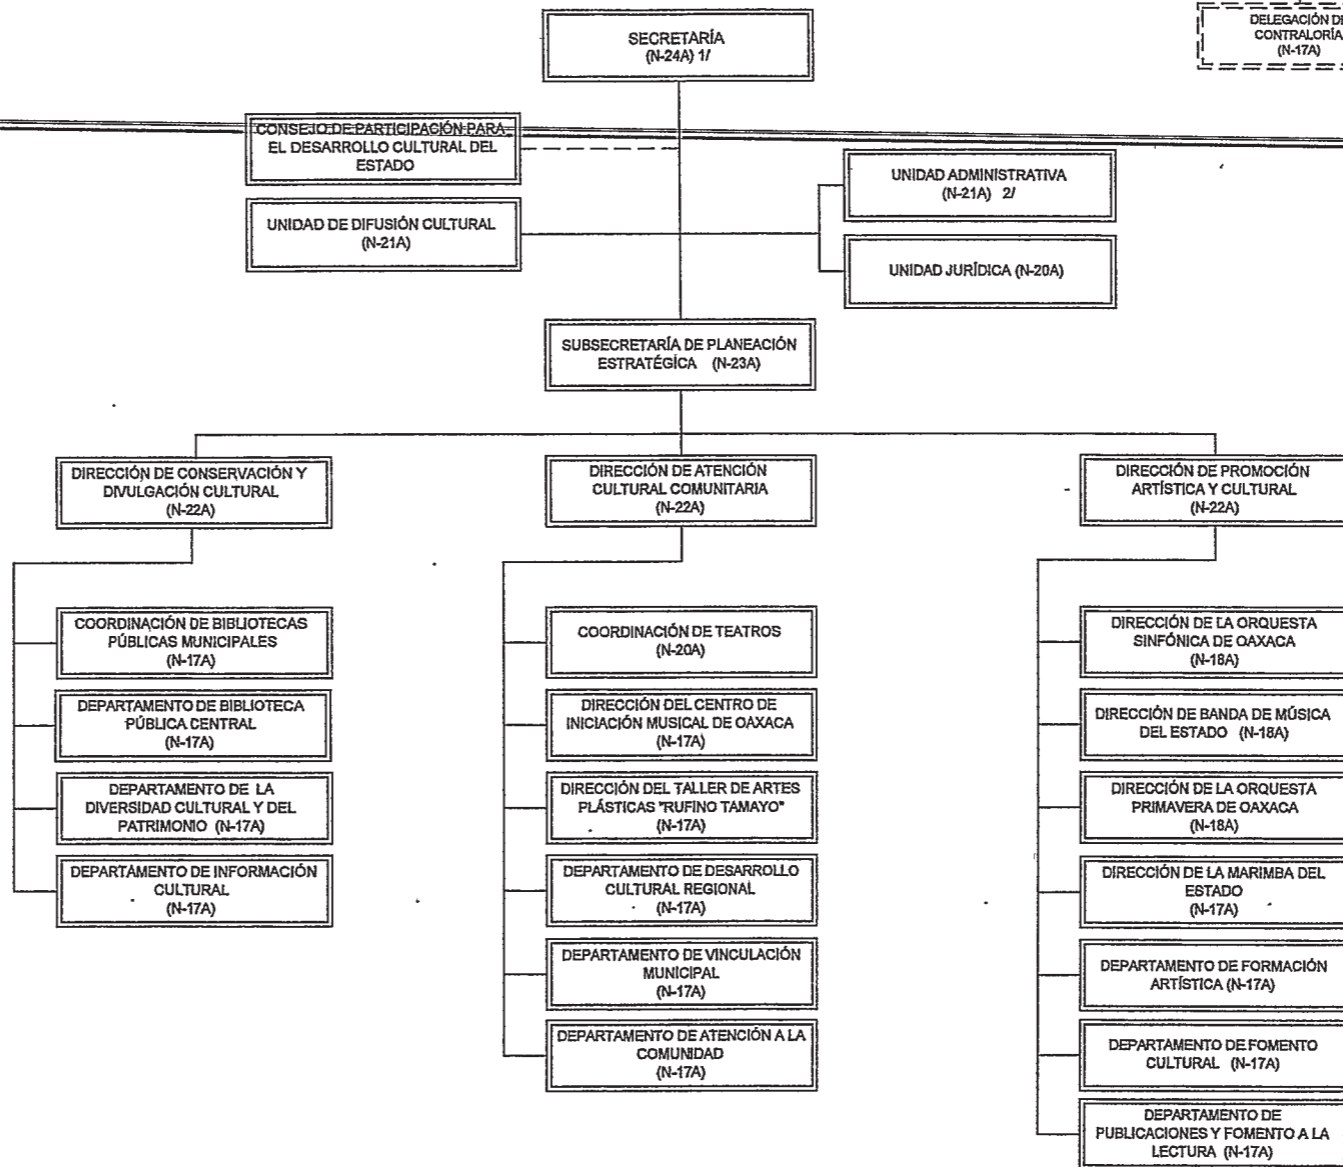 SECRETARÍA
(N-24A) 1/
DELEGACIÓN DE
CONTRALORÍA
(N-17A)
CONSEJO DE PARTICIPACIÓN PARA
EL DESARROLLO CULTURAL DEL
ESTADO
UNIDAD DE DIFUSIÓN CULTURAL
(N-21A)
UNIDAD ADMINISTRATIVA
(N-21A) 2/
UNIDAD JURÍDICA (N-20A)
SUBSECRETARÍA DE PLANEACIÓN
ESTRATÉGICA (N-23A)
DIRECCIÓN DE CONSERVACIÓN Y
DIVULGACIÓN CULTURAL
(N-22A)
COORDINACIÓN DE BIBLIOTECAS
PÚBLICAS MUNICIPALES
(N-17A)
DEPARTAMENTO DE BIBLIOTECA
PÚBLICA CENTRAL
(N-17A)
DEPARTAMENTO DE LA
DIVERSIDAD CULTURAL Y DEL
PATRIMONIO (N-17A)
DEPARTAMENTO DE INFORMACIÓN
CULTURAL
(N-17A)
DIRECCIÓN DE ATENCIÓN
CULTURAL COMUNITARIA
(N-22A)
COORDINACIÓN DE TEATROS
(N-20A)
DIRECCIÓN DEL CENTRO DE
INICIACIÓN MUSICAL DE OAXACA
(N-17A)
DIRECCIÓN DEL TALLER DE ARTES
PLÁSTICAS "RUFINO TAMAYO"
(N-17A)
DEPARTAMENTO DE DESARROLLO
CULTURAL REGIONAL
(N-17A)
DEPARTAMENTO DE VINCULACIÓN
MUNICIPAL
(N-17A)
DEPARTAMENTO DE ATENCIÓN A LA
COMUNIDAD
(N-17A)
DIRECCIÓN DE PROMOCIÓN
ARTÍSTICA Y CULTURAL
(N-22A)
DIRECCIÓN DE LA ORQUESTA
SINFÓNICA DE OAXACA
(N-18A)
DIRECCIÓN DE BANDA DE MÚSICA
DEL ESTADO (N-18A)
DIRECCIÓN DE LA ORQUESTA
PRIMAVERA DE OAXACA
(N-18A)
DIRECCIÓN DE LA MARIMBA DEL
ESTADO
(N-17A)
DEPARTAMENTO DE FORMACIÓN
ARTÍSTICA (N-17A)
DEPARTAMENTO DE FOMENTO
CULTURAL (N-17A)
DEPARTAMENTO DE
PUBLICACIONES Y FOMENTO A LA
LECTURA (N-17A)